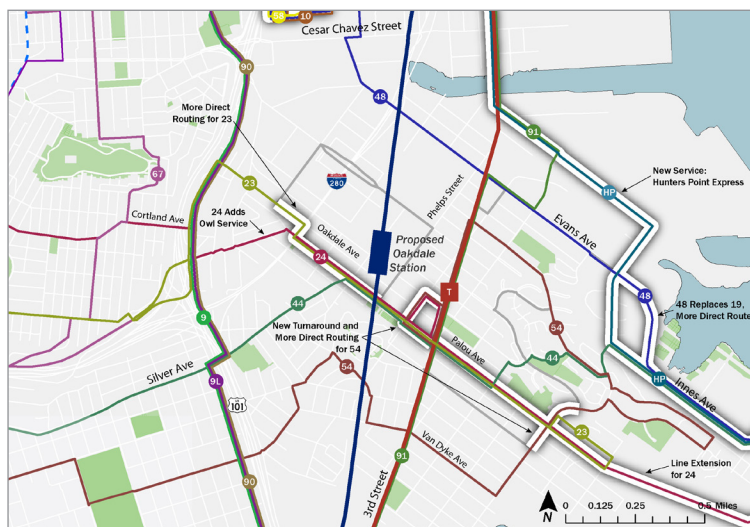 58
10
Cesar Chavez Street
90
More Direct
Routing for 23
48
91
67
23
280
Phelps Street
HP
New Service:
Hunters Point Express
24 Adds
Owl Service
Cortland Ave
Oakdale Ave
Evans Ave
24
Proposed
Oakdale
Station
T
48
48 Replaces 19,
More Direct Route
44
9
New Turnaround and
More Direct Routing
for 54
54
Palou Ave
44
Silver Ave
54
9L
101
HP
Innes Ave
23
Van Dyke Ave
91
90
3rd Street
Line Extension
for 24
N
0
0.125
0.25
0.5 Miles